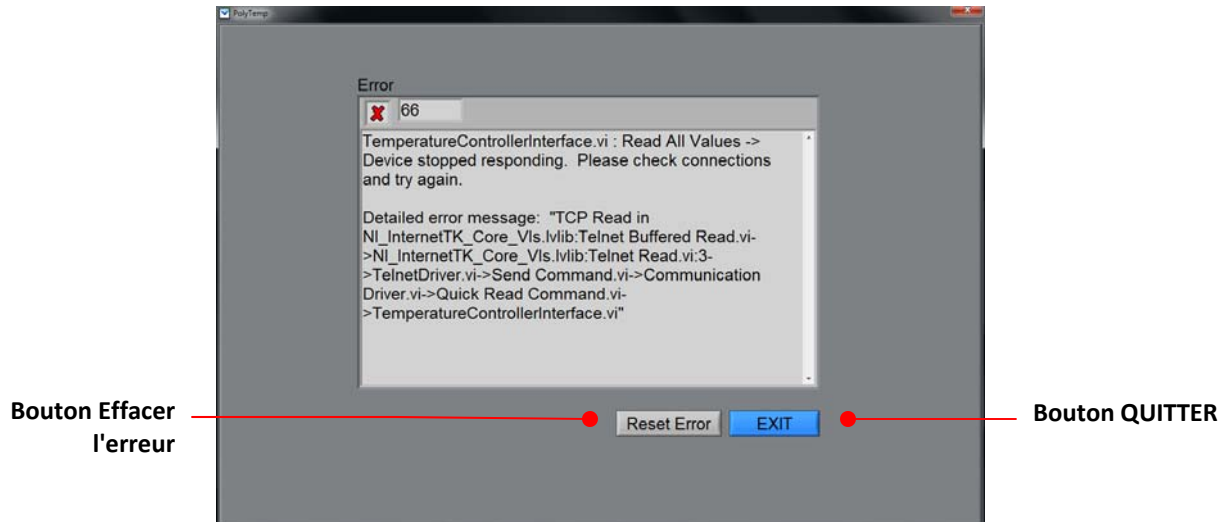 PolyTemp
Error
66
TemperatureControllerInterface.vi : Read All Values ->
Device stopped responding.  Please check connections
and try again.
Detailed error message:  "TCP Read in
NI_InternetTK_Core_VIs.lvlib:Telnet Buffered Read.vi-
>NI_InternetTK_Core_VIs.lvlib:Telnet Read.vi:3-
>TelnetDriver.vi->Send Command.vi->Communication
Driver.vi->Quick Read Command.vi-
>TemperatureControllerInterface.vi"
Bouton Effacer
l'erreur
Reset Error
EXIT
Bouton QUITTER